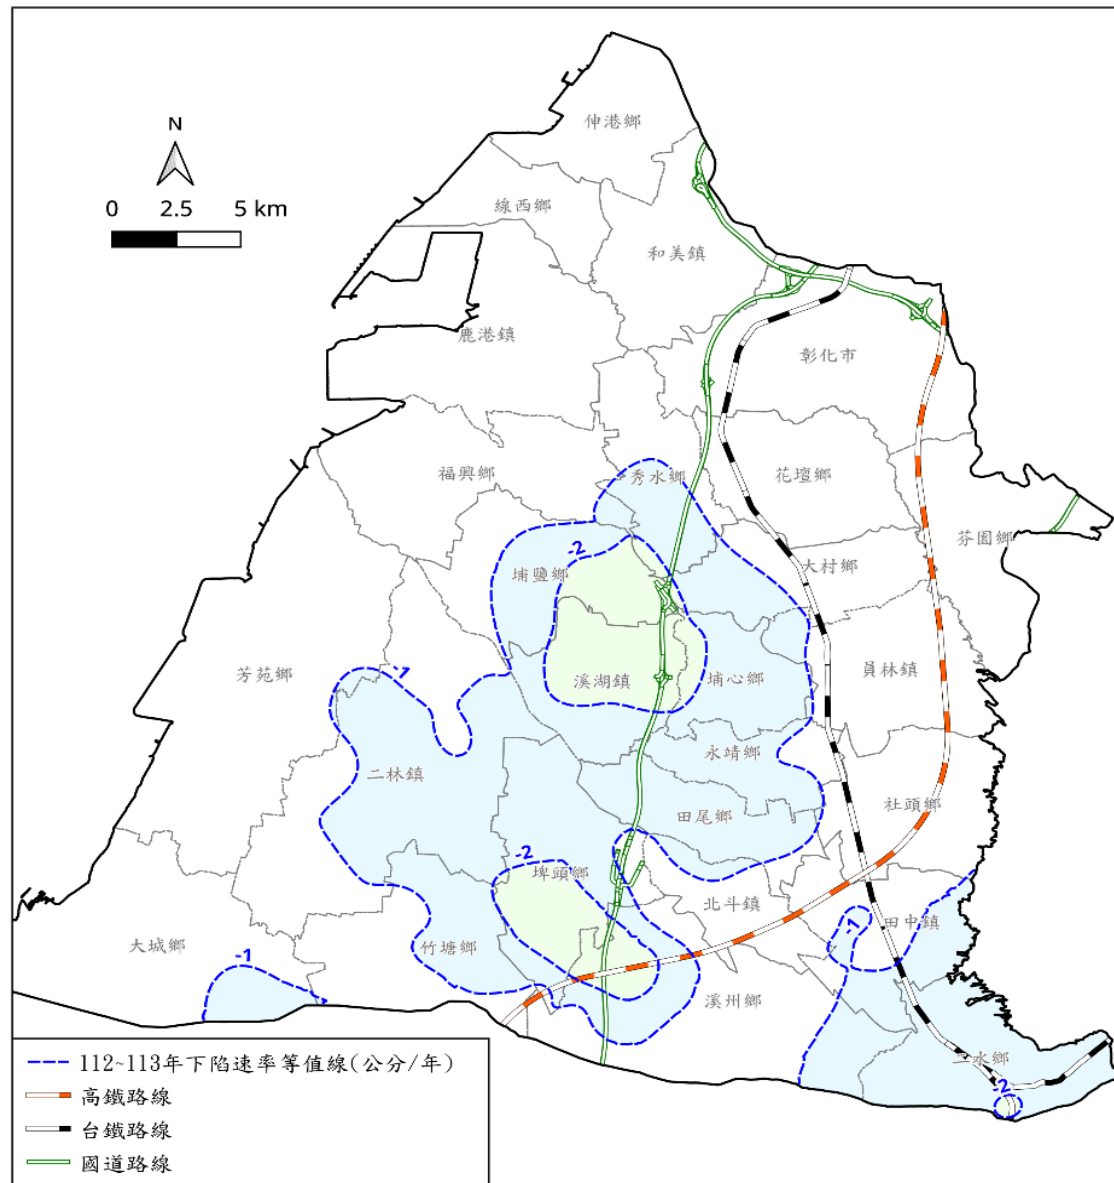 伸港鄉
N
0 2.5 5 km
線西鄉
和美鎮
鹿港鎮
彰化市
福興鄉
秀水鄉
花壇鄉
芬園鄉
-2
大村鄉
埔鹽鄉
芳苑鄉
-1
溪湖鎮
埔心鄉
員林鎮
永靖鄉
二林鎮
田尾鄉
社頭鄉
-2
埤頭鄉
北斗鎮
田中鎮
-1
大城鄉
-1
竹塘鄉
溪州鄉
二水鄉
-2
112~113年下陷速率等值線(公分/年)
高鐵路線
台鐵路線
國道路線